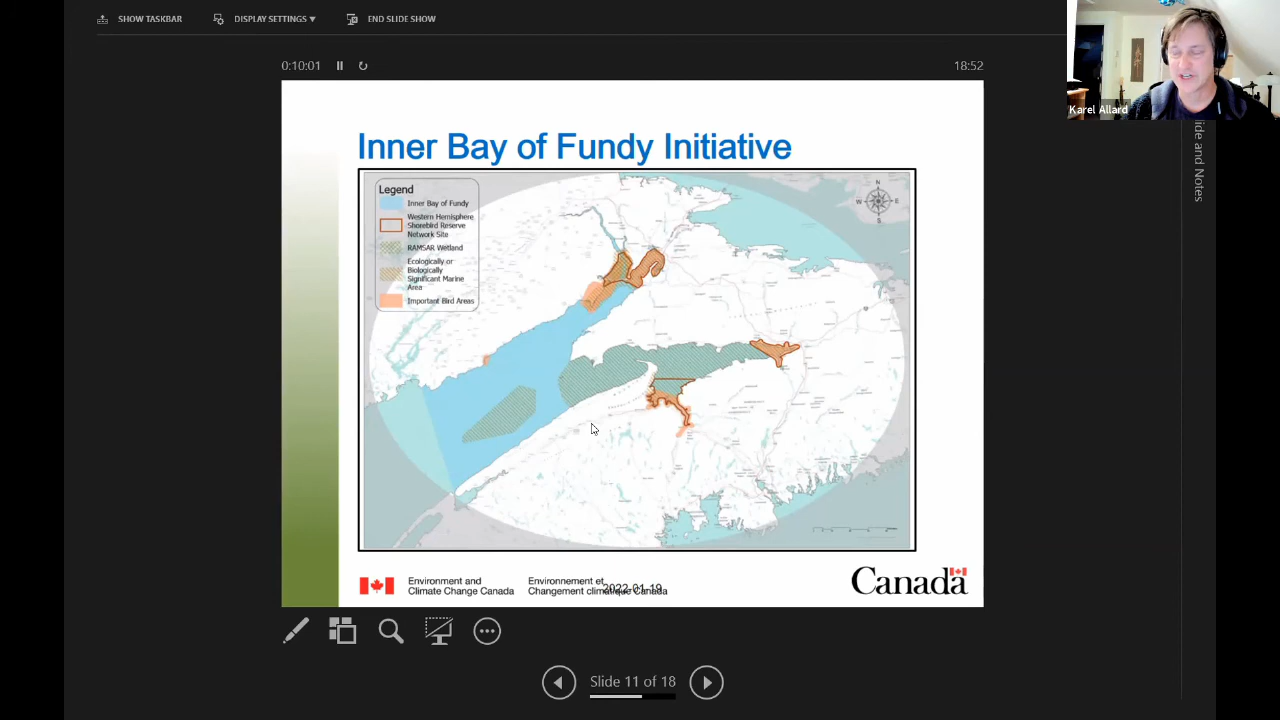 SHOW TASKBAR
DISPLAY SETTINGS ▼
END SLIDE SHOW
0:10:01
18:52
Karel Allard
ide and Notes
Inner Bay of Fundy Initiative
Legend
Inner Bay of Fundy
Western Hemisphere
Shorebird Reserve
Network Site
RAMSAR Wetland
Ecologically or
Biologically
Significant Marine
Area
Important Bird Areas
N
W
E
S
Environment and
Climate Change Canada
Environnement et
Changement climatique Canada
2022-01-19
Canada
Slide 11 of 18